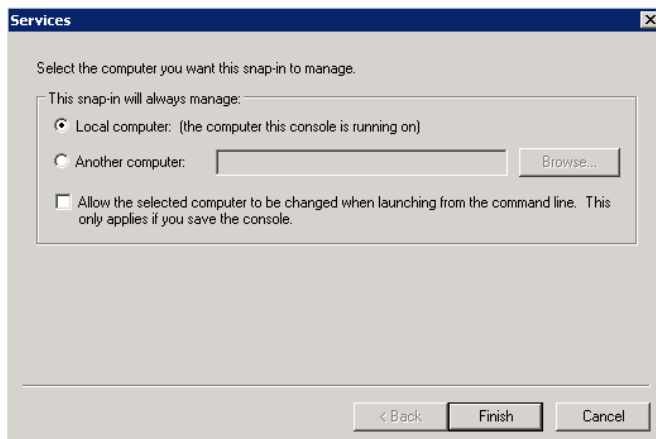 Services
Select the computer you want this snap-in to manage.
This snap-in will always manage:
Local computer: (the computer this console is running on)
Another computer:
Browse...
Allow the selected computer to be changed when launching from the command line. This
only applies if you save the console.
< Back
Finish
Cancel